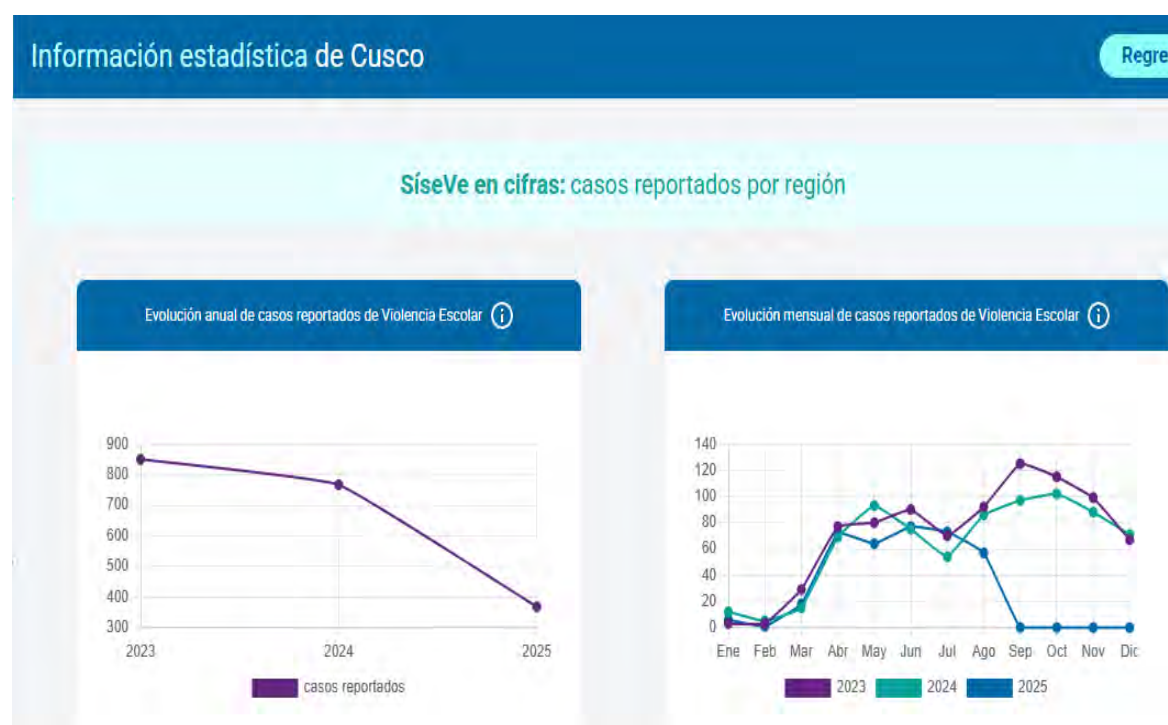 Información estadística de Cusco
Regre
SíseVe en cifras: casos reportados por región
Evolución anual de casos reportados de Violencia Escolar
900
800
700
600
500
400
300
2023 2024 2025
casos reportados
Evolución mensual de casos reportados de Violencia Escolar
140
120
100
80
60
40
20
0
Ene Feb Mar Abr May Jun Jul Ago Sep Oct Nov Dic
2023 2024 2025